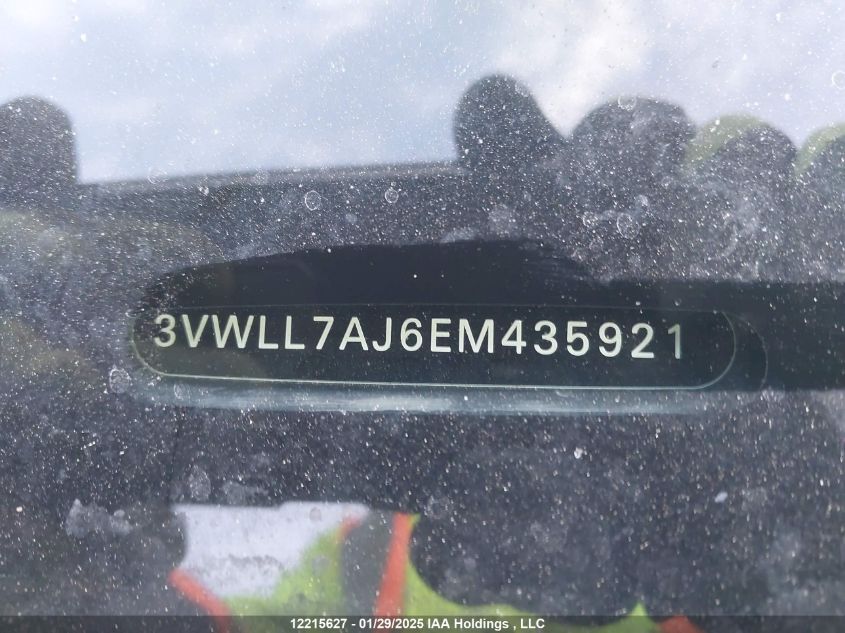 3VWLL7AJ6EM435921
12215627 - 01/29/2025 IAA Holdings , LLC